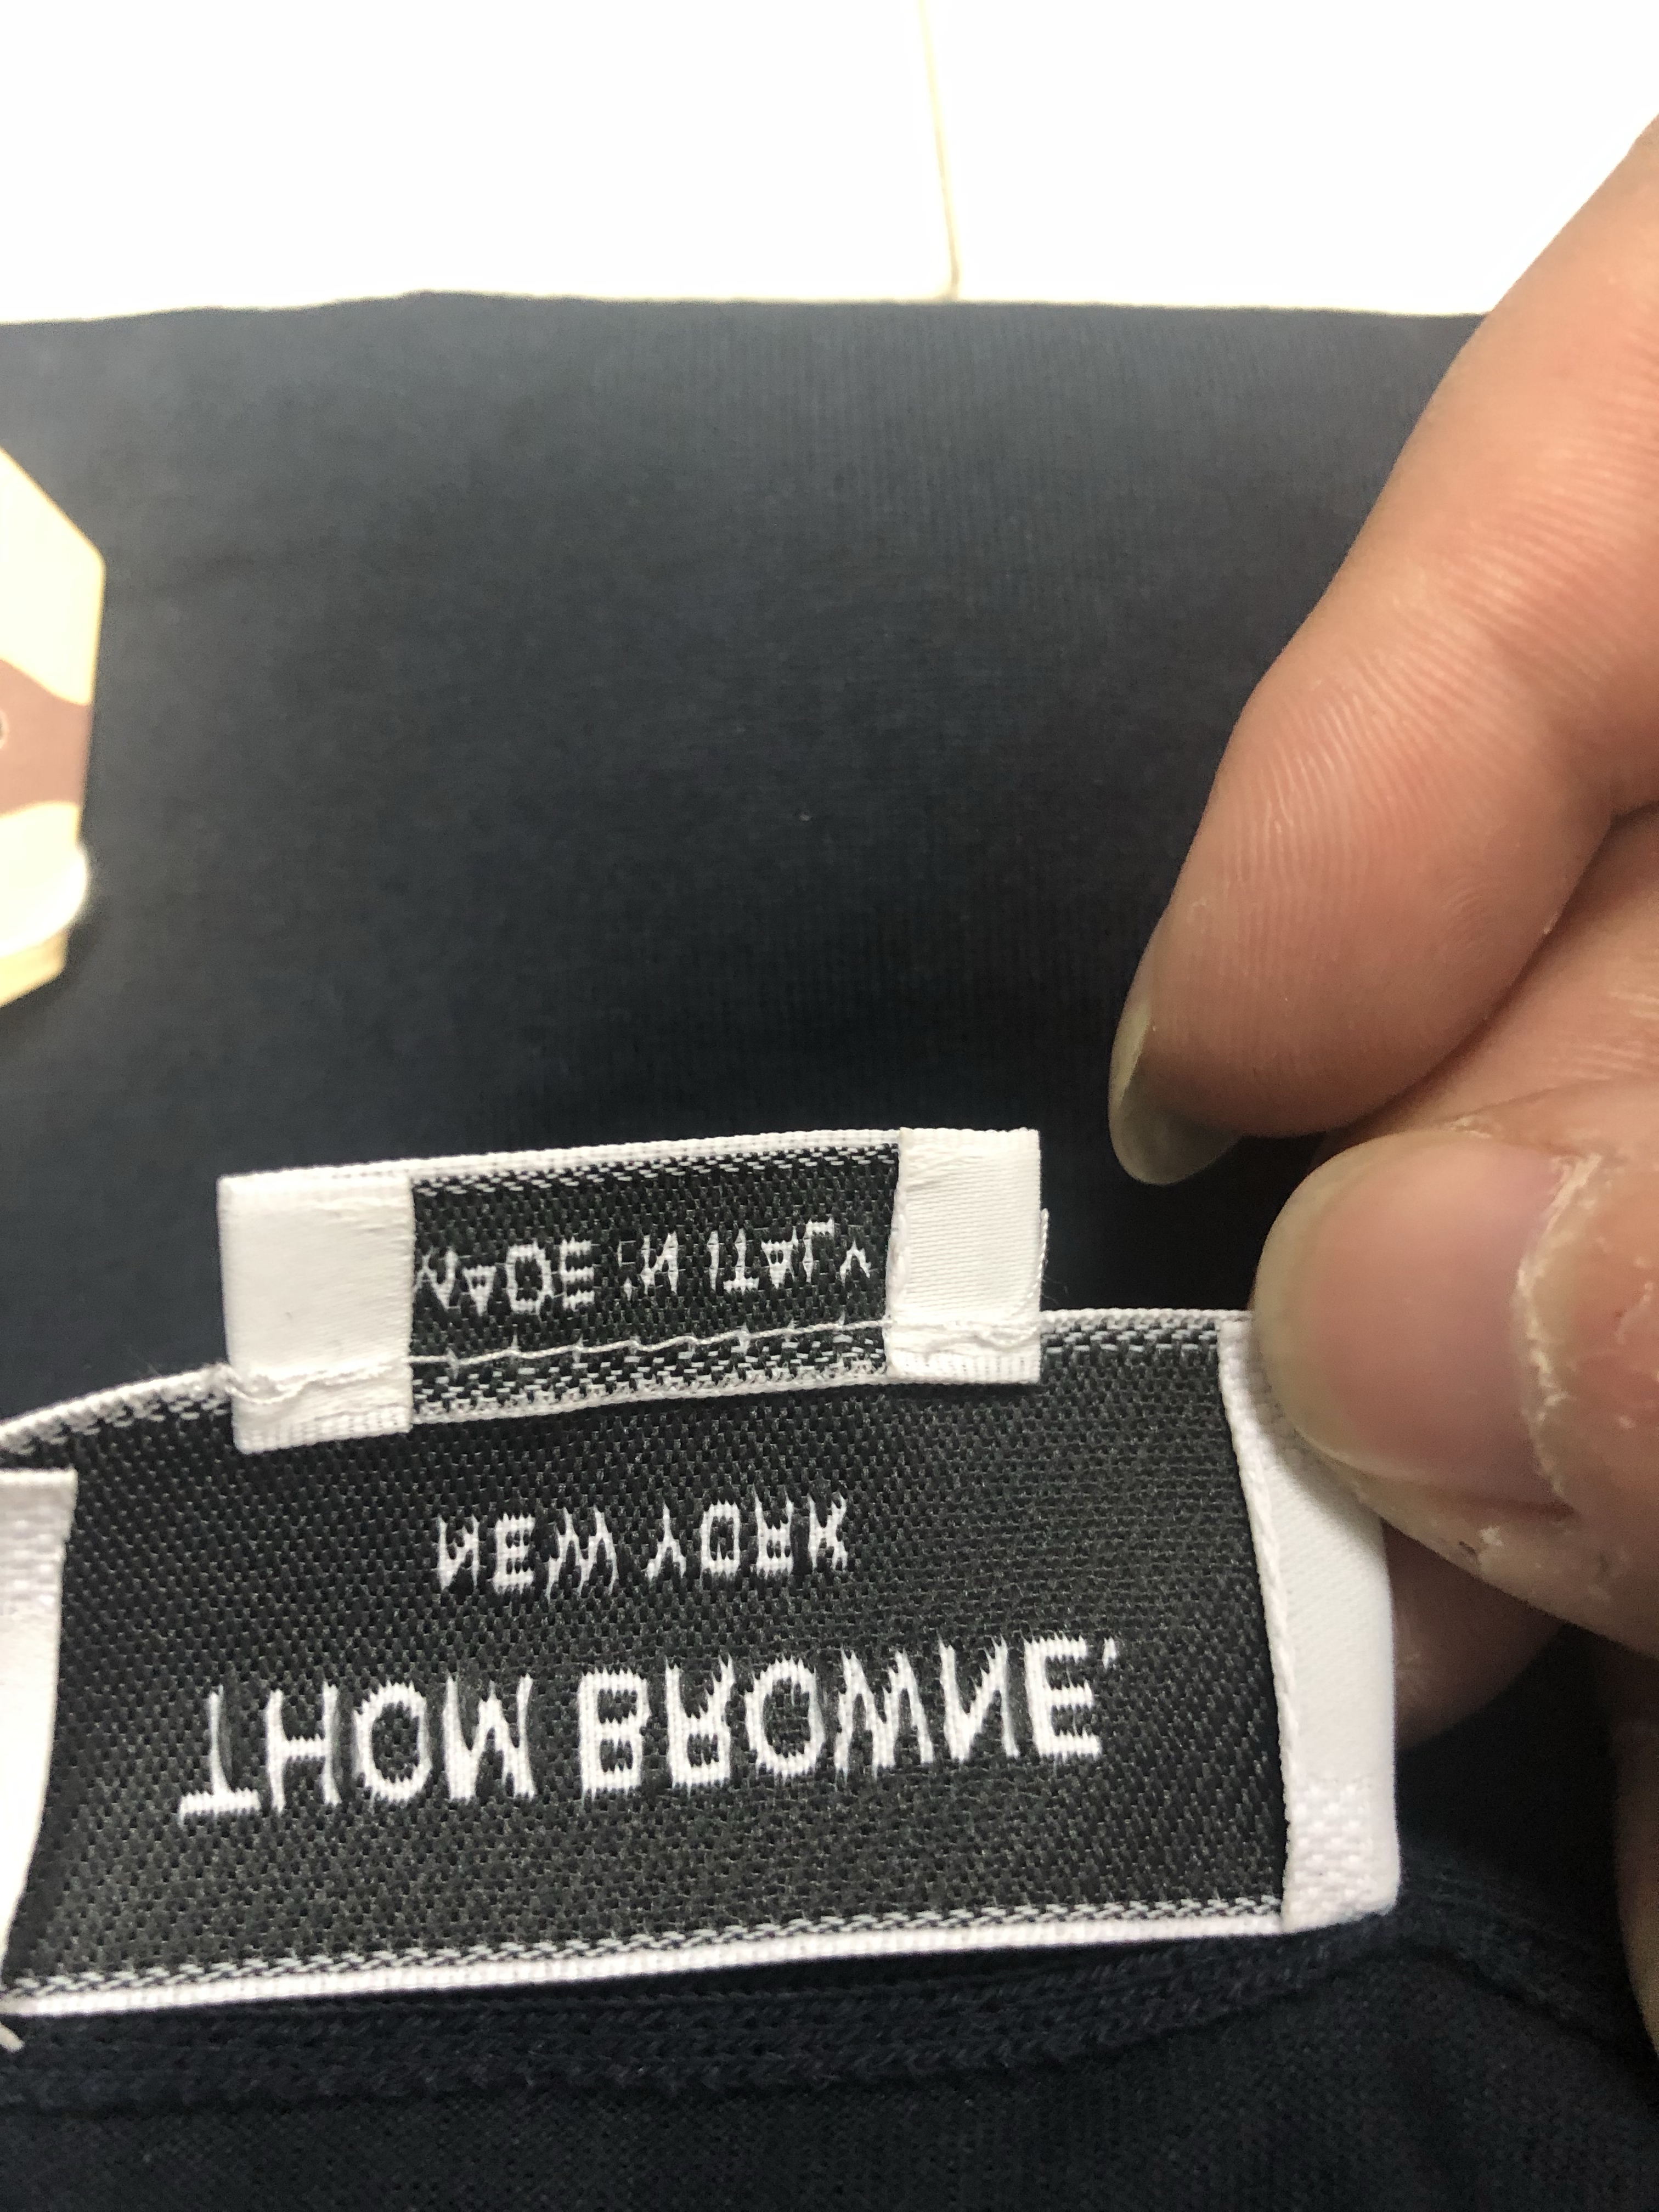 THOM BROWNE.
NEW YORK
MADE IN ITALY